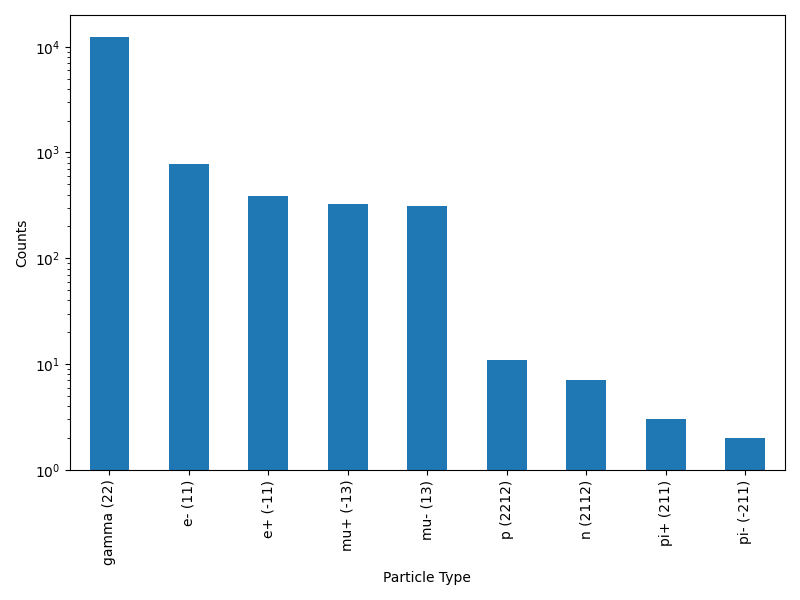 10^4
10^3
10^2
10^1
10^0
Counts
gamma (22)
e- (11)
e+ (-11)
mu+ (-13)
mu- (13)
p (2212)
n (2112)
pi+ (211)
pi- (-211)
Particle Type